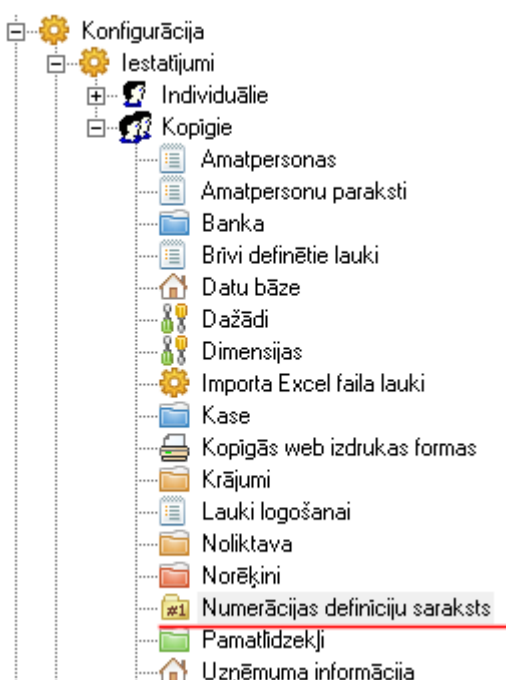 Konfigurācija
Iestatījumi
Individuālie
Kopīgie
Amatpersonas
Amatpersonu paraksti
Banka
Brīvi definētie lauki
Datu bāze
Dažādi
Dimensijas
Importa Excel faila lauki
Kase
Kopīgās web izdrukas formas
Krājumi
Lauki logošanai
Noliktava
Norēķini
#1 Numerācijas definīciju saraksts
Pamatlīdzekļi
Uzņēmuma informācija